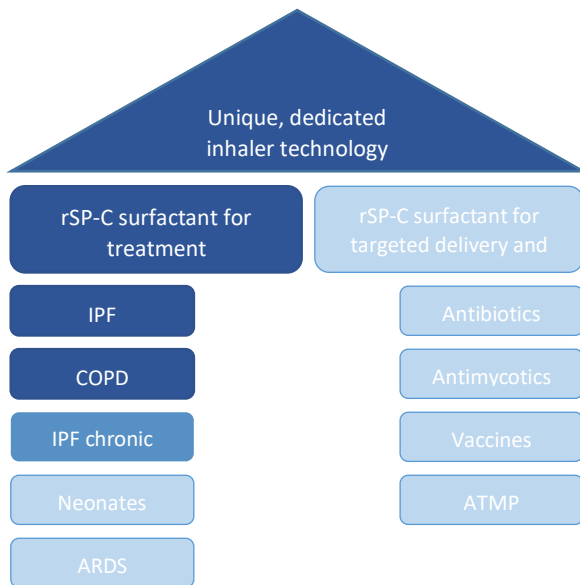 Unique, dedicated
inhaler technology
rSP-C surfactant for
treatment
rSP-C surfactant for
targeted delivery and
IPF
COPD
IPF chronic
Neonates
ARDS
Antibiotics
Antimycotics
Vaccines
ATMP